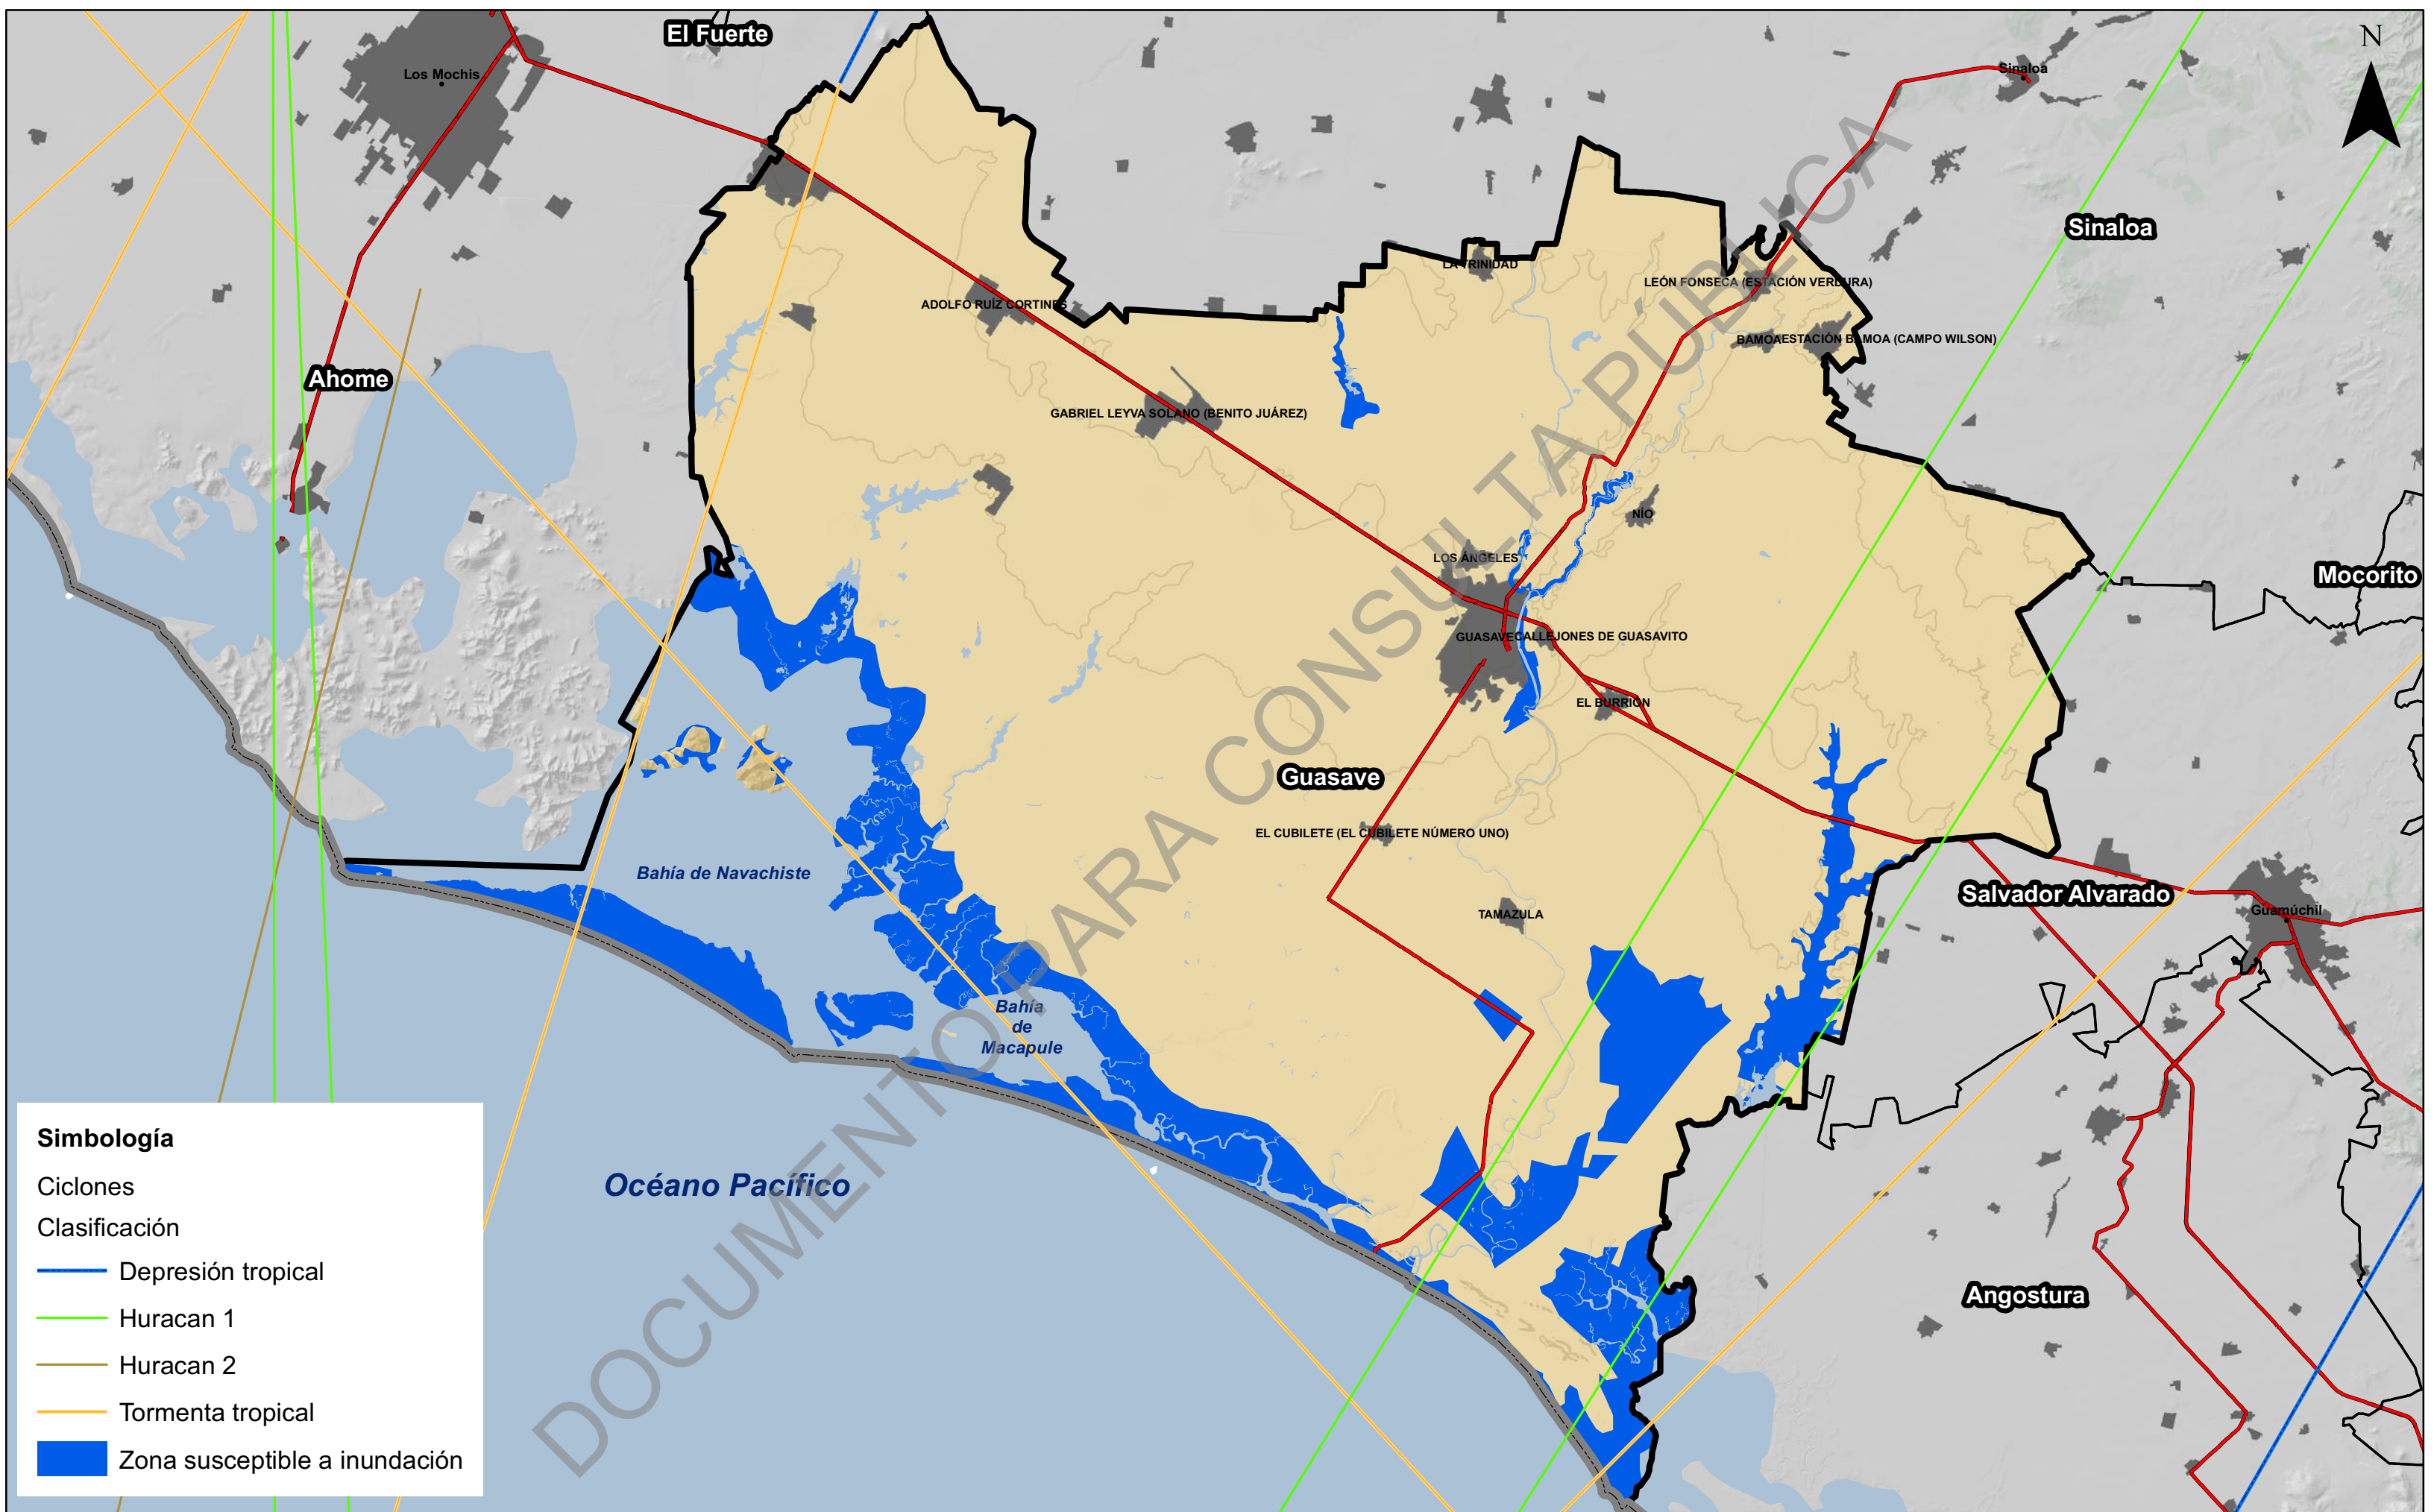 El Fuerte
N
Los Mochis
Sinaloa
Sinaloa
LA TRINIDAD
LEÓN FONSECA (ESTACIÓN VERDURA)
ADOLFO RUÍZ CORTINES
BAMOA
ESTACIÓN BAMOA (CAMPO WILSON)
Ahome
GABRIEL LEYVA SOLANO (BENITO JUÁREZ)
NÍO
LOS ÁNGELES
Mocorito
GUASAVE
CALLEJONES DE GUASAVITO
EL BURRIÓN
Guasave
EL CUBILETE (EL CUBILETE NÚMERO UNO)
Bahía de Navachiste
Salvador Alvarado
Guamúchil
TAMAZULA
Bahía
de
Macapule
Océano Pacífico
Angostura
DOCUMENTO PARA CONSULTA PÚBLICA
Simbología
Ciclones
Clasificación
Depresión tropical
Huracan 1
Huracan 2
Tormenta tropical
Zona susceptible a inundación